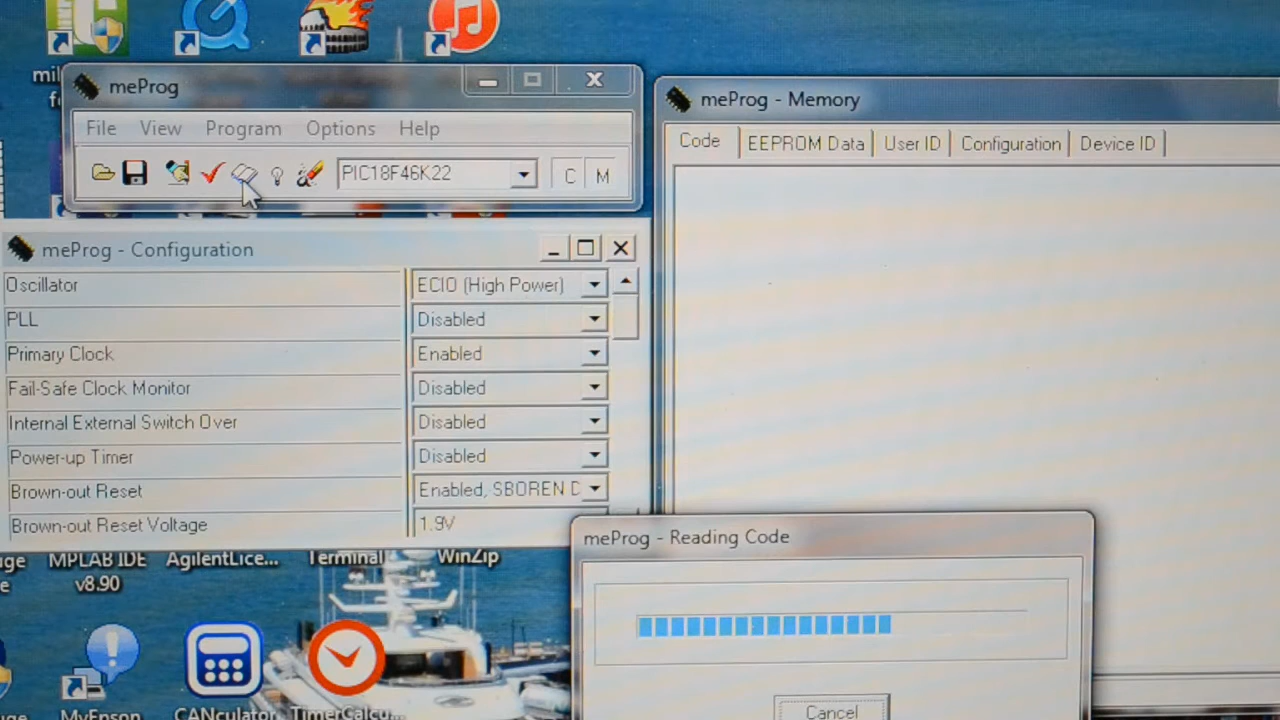 meProg
File View Program Options Help
PIC18F46K22
C M
meProg - Configuration
Oscillator ECIO (High Power)
PLL Disabled
Primary Clock Enabled
Fail-Safe Clock Monitor Disabled
Internal External Switch Over Disabled
Power-up Timer Disabled
Brown-out Reset Enabled, SBOREN D
Brown-out Reset Voltage 1.9V
meProg - Memory
Code EEPROM Data User ID Configuration Device ID
meProg - Reading Code
Cancel
MPLAB IDE
v8.90
AgilentLice...
Terminal
WinZip
MyEpson
CANculator
TimerCalcu...